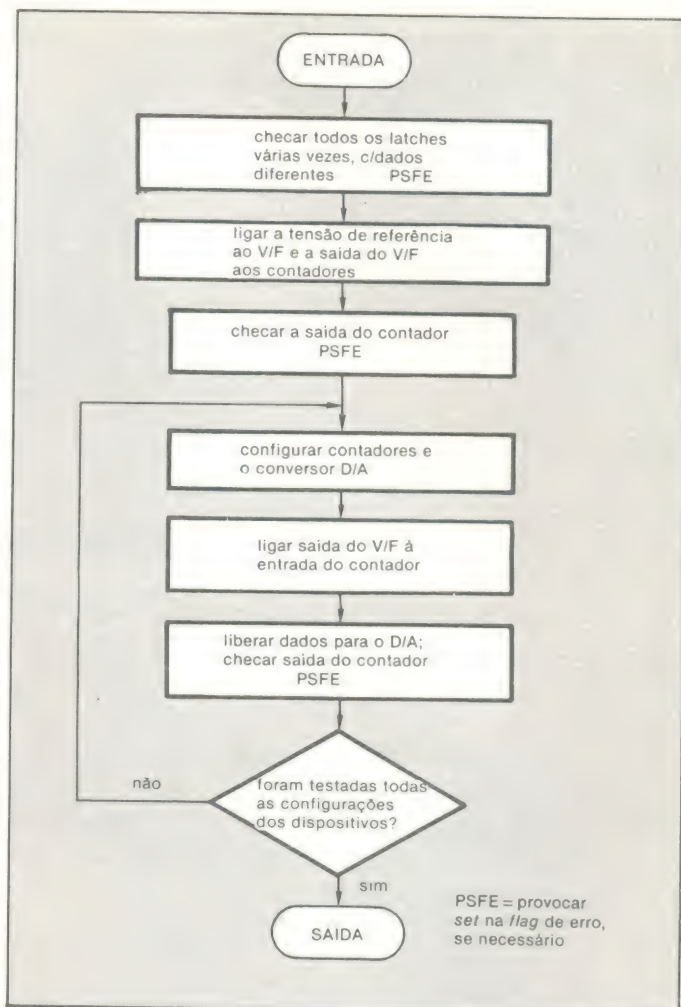 ENTRADA
checar todos os latches
várias vezes, c/dados
diferentes PSFE
ligar a tensão de referência
ao V/F e a saida do V/F
aos contadores
checar a saida do contador
PSFE
configurar contadores e
o conversor D/A
ligar saida do V/F á
entrada do contador
liberar dados para o D/A;
checar saida do contador
PSFE
não
foram testadas todas
as configurações
dos dispositivos?
sim
SAIDA
PSFE = provocar
set na flag de erro,
se necessário